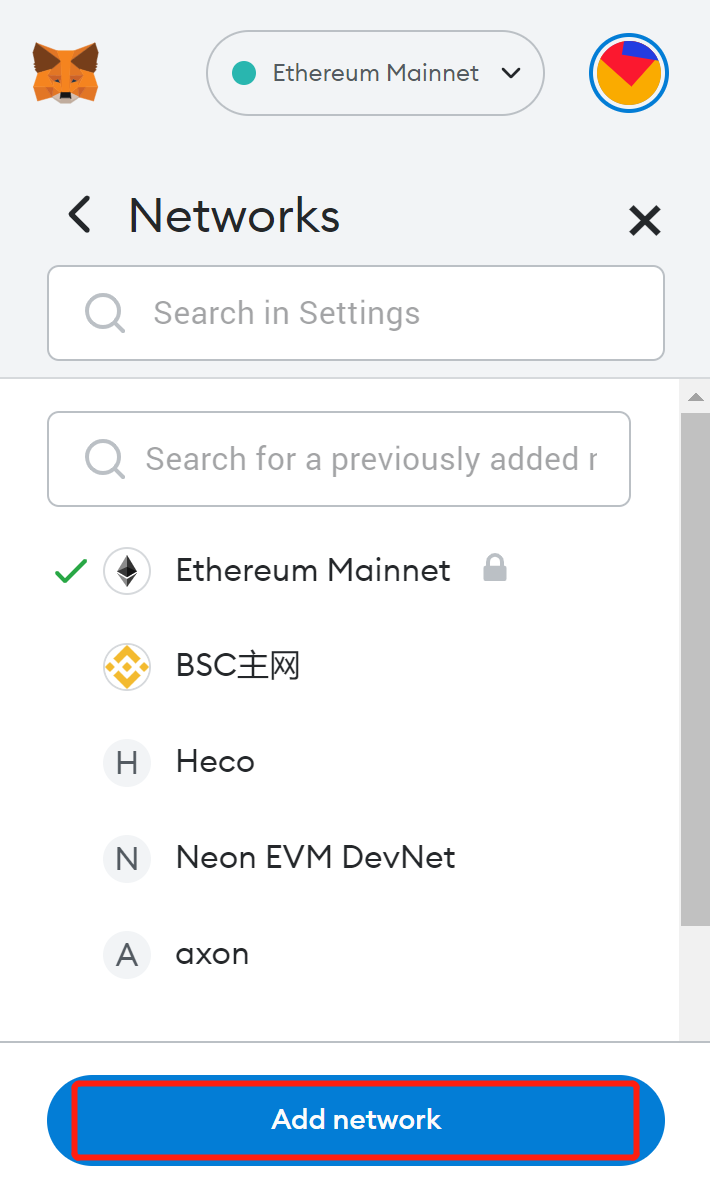 Ethereum Mainnet
Networks
Search in Settings
Search for a previously added r
Ethereum Mainnet
BSC主网
H Heco
N Neon EVM DevNet
A axon
Add network